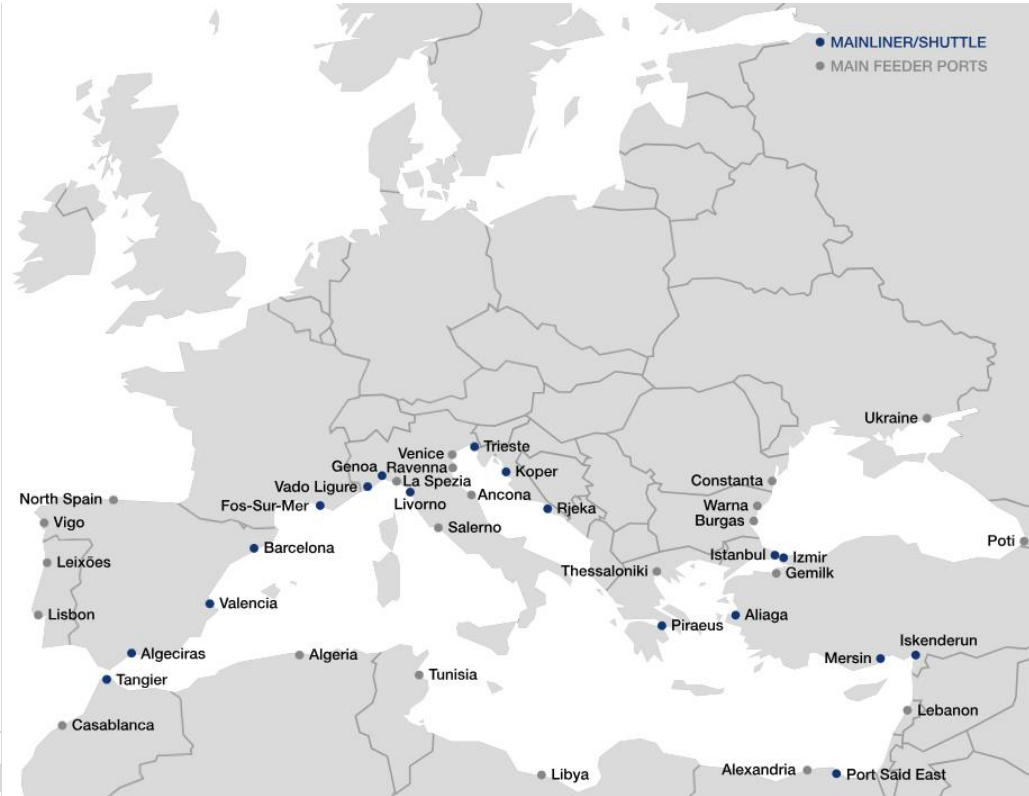 MAINLINER/SHUTTLE
MAIN FEEDER PORTS
Ukraine
Trieste
Venice
Genoa
Ravenna
Koper
La Spezia
Vado Ligure
Constanta
North Spain
Fos-Sur-Mer
Livorno
Ancona
Rjeka
Warna
Burgas
Vigo
Salerno
Poti
Barcelona
Istanbul
Izmir
Leixões
Thessaloniki
Gemilk
Valencia
Lisbon
Aliaga
Piraeus
Iskenderun
Algeciras
Algeria
Mersin
Tangier
Tunisia
Lebanon
Casablanca
Libya
Alexandria
Port Said East